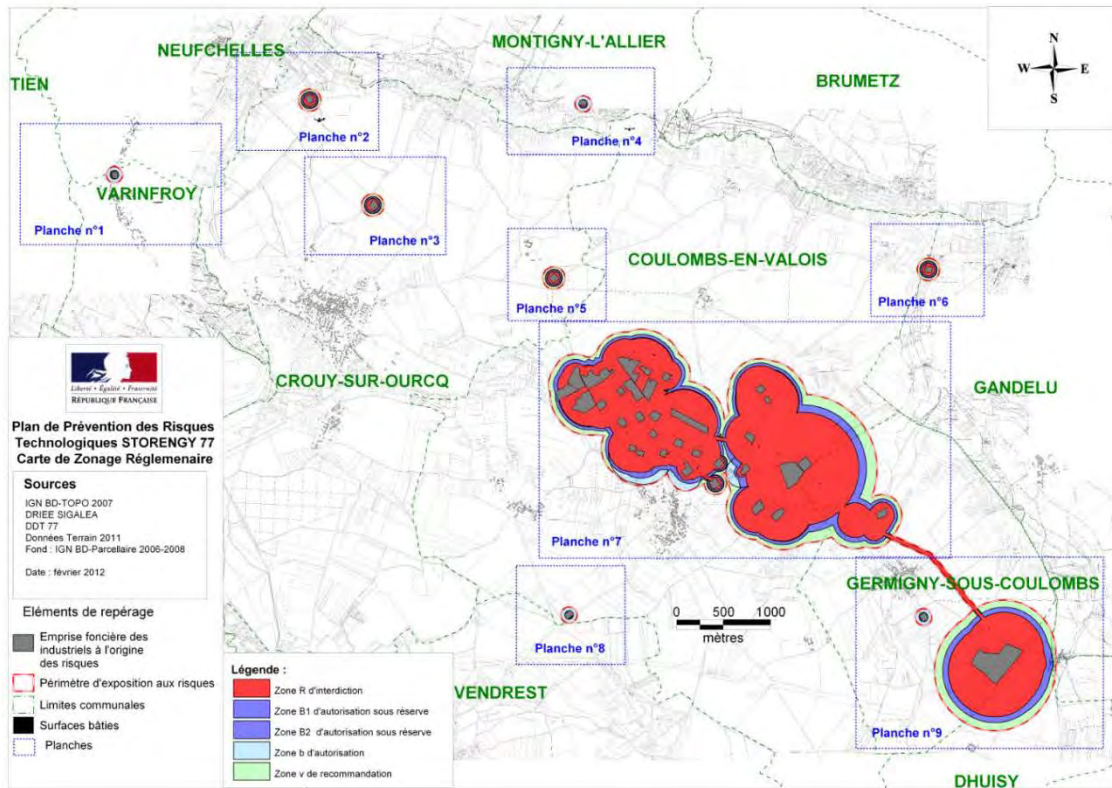 NEUFCHELLES
MONTIGNY-L'ALLIER
BRUMETZ
TIEN
N
W
E
S
Planche n°2
Planche n°4
VARINFROY
Planche n°1
Planche n°3
COULOMBS-EN-VALOIS
Planche n°5
Planche n°6
CROUY-SUR-OURCQ
GANDELU
Planche n°7
GERMIGNY-SOUS-COULOMBS
Planche n°8
0 500 1000
mètres
VENDREST
Planche n°9
DHUISY
Liberté • Égalité • Fraternité
RÉPUBLIQUE FRANÇAISE
Plan de Prévention des Risques
Technologiques STORENGY 77
Carte de Zonage Réglemenaire
Sources
IGN BD-TOPO 2007
DRIEE SIGALEA
DDT 77
Données Terrain 2011
Fond : IGN BD-Parcellaire 2006-2008
Date : février 2012
Eléments de repérage
Emprise foncière des
industriels à l'origine
des risques
Périmètre d'exposition aux risques
Limites communales
Surfaces bâties
Planches
Légende :
Zone R d'interdiction
Zone B1 d'autorisation sous réserve
Zone B2 d'autorisation sous réserve
Zone b d'autorisation
Zone v de recommandation